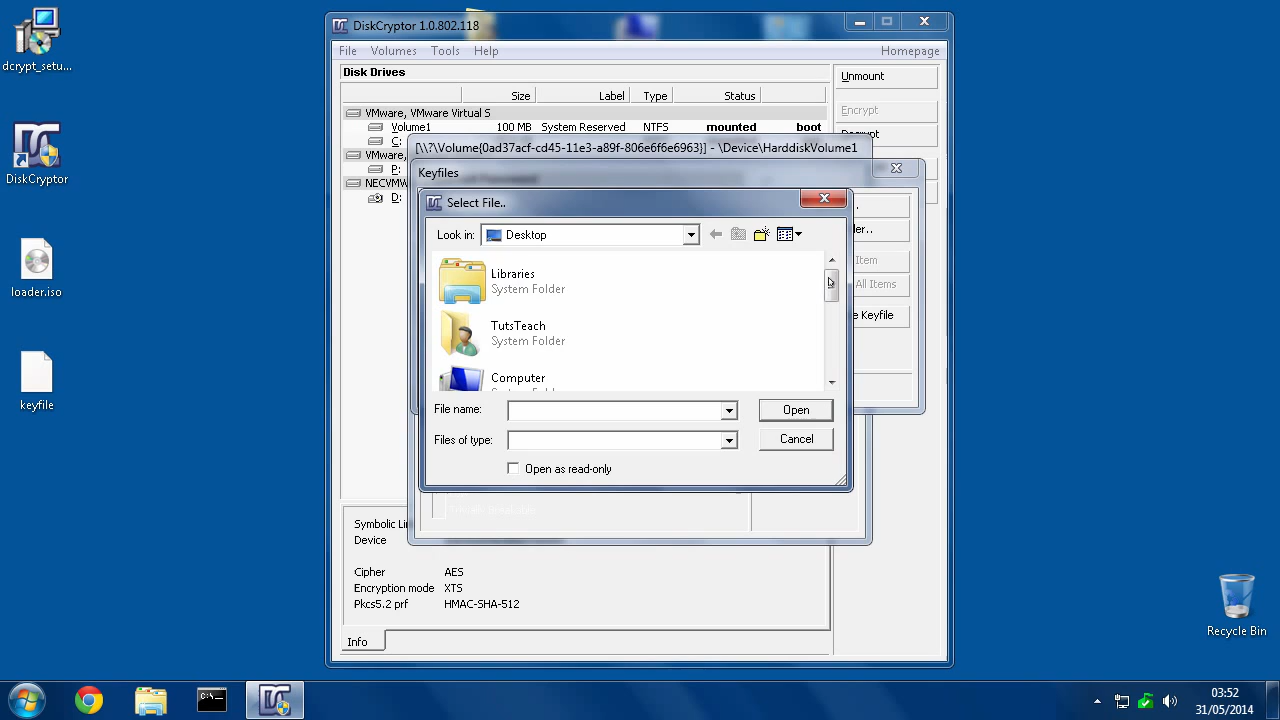 dcrypt_setu...
DiskCryptor
loader.iso
keyfile
Recycle Bin
DiskCryptor 1.0.802.118
File Volumes Tools Help Homepage
Disk Drives
Size Label Type Status
VMware, VMware Virtual S
Volume1 100 MB System Reserved NTFS mounted boot
C:
VMware,
P:
NECVMW
D:
Unmount
Encrypt
[\\?\Volume{0ad37acf-cd45-11e3-a89f-806e6f6e6963}] - \Device\HarddiskVolume1
Keyfiles
Item
All Items
e Keyfile
Select File..
Look in: Desktop
Libraries
System Folder
TutsTeach
System Folder
Computer
File name: Open
Files of type: Cancel
Open as read-only
Symbolic Li
Device
Cipher AES
Encryption mode XTS
Pkcs5.2 prf HMAC-SHA-512
Info
03:52
31/05/2014